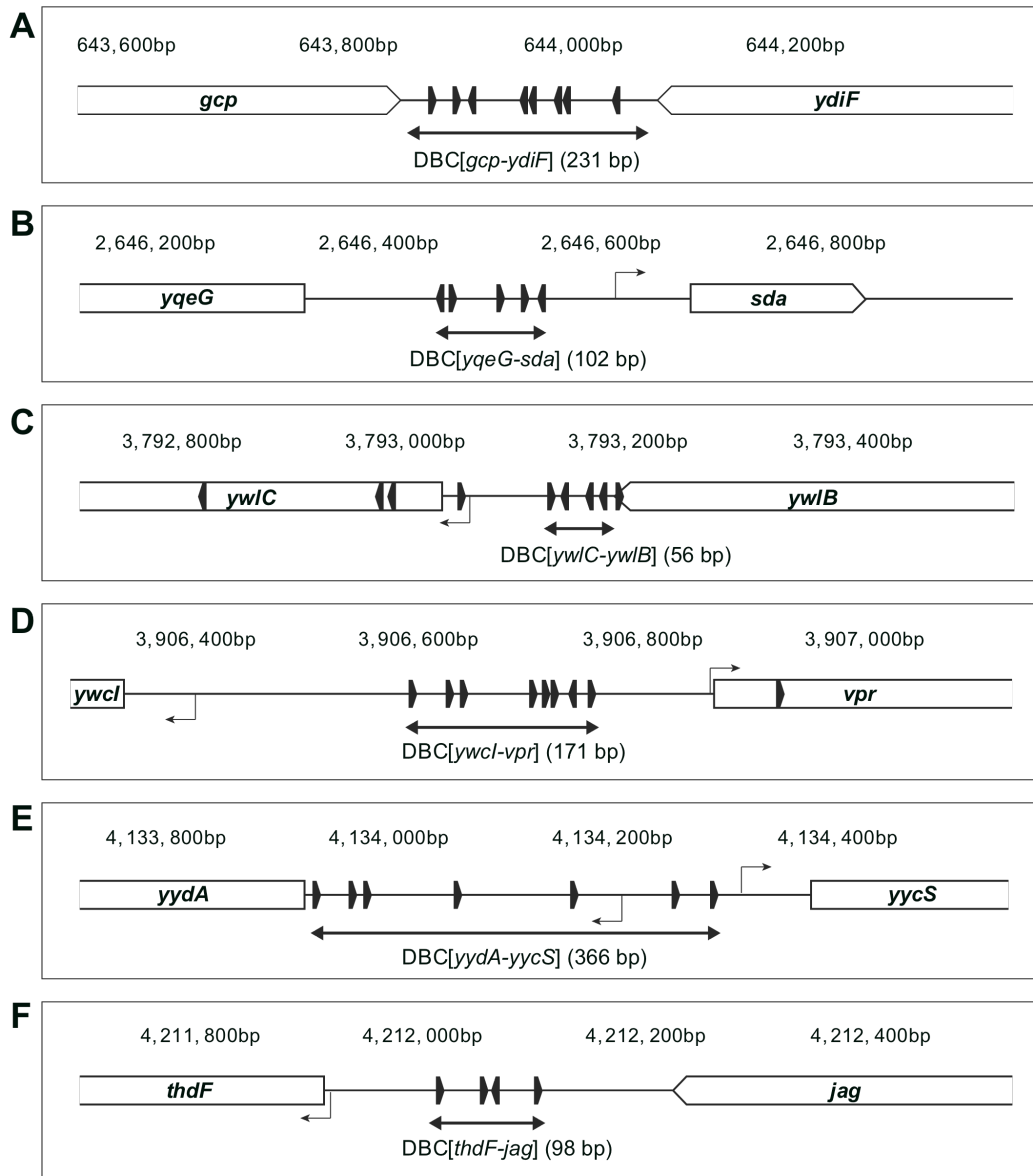 A
643,600bp 643,800bp 644,000bp 644,200bp
gcp ydiF
DBC[gcp-ydiF] (231 bp)
B
2,646,200bp 2,646,400bp 2,646,600bp 2,646,800bp
yqeG sda
DBC[yqeG-sda] (102 bp)
C
3,792,800bp 3,793,000bp 3,793,200bp 3,793,400bp
ywlC ywlB
DBC[ywlC-ywlB] (56 bp)
D
3,906,400bp 3,906,600bp 3,906,800bp 3,907,000bp
ywcI vpr
DBC[ywcI-vpr] (171 bp)
E
4,133,800bp 4,134,000bp 4,134,200bp 4,134,400bp
yydA yycS
DBC[yydA-yycS] (366 bp)
F
4,211,800bp 4,212,000bp 4,212,200bp 4,212,400bp
thdF jag
DBC[thdF-jag] (98 bp)